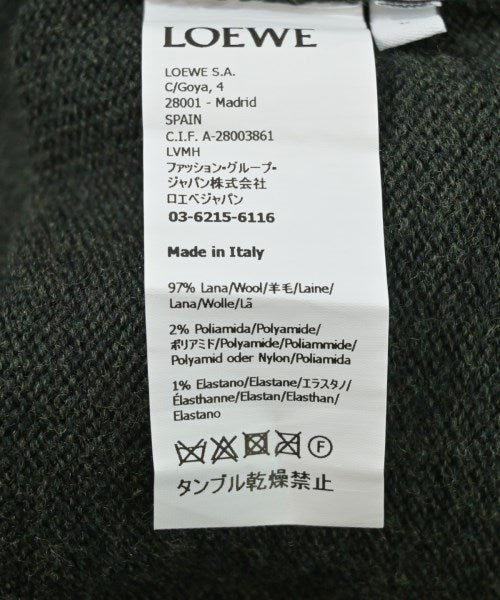 LOEWE
LOEWE S.A.
C/Goya, 4
28001 - Madrid
SPAIN
C.I.F. A-28003861
LVMH
ファッション・グループ・
ジャパン株式会社
ロエベジャパン
03-6215-6116
Made in Italy
97% Lana/Wool/羊毛/Laine/
Lana/Wolle/Lã
2% Poliamida/Polyamide/
ポリアミド/Polyamide/Poliammide/
Polyamid oder Nylon/Poliamida
1% Elastano/Elastane/エラスタノ/
Élasthanne/Elastan/Elasthan/
Elastano
F
タンブル乾燥禁止